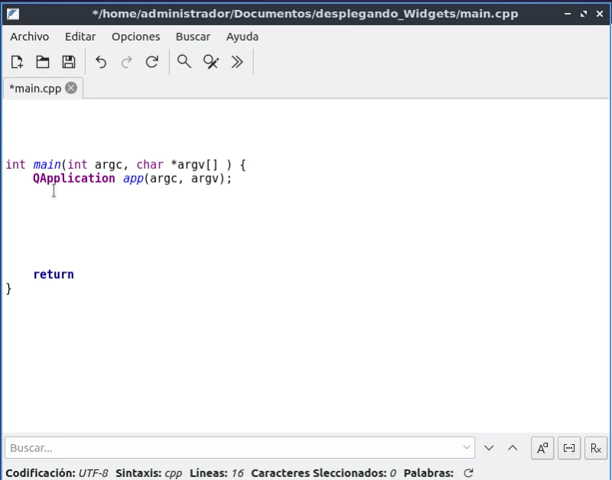 */home/administrador/Documentos/desplegando_Widgets/main.cpp
Archivo Editar Opciones Buscar Ayuda
*main.cpp
int main(int argc, char *argv[] ) {
QApplication app(argc, argv);
return
}
Buscar...
Codificación: UTF-8 Sintaxis: cpp Líneas: 16 Caracteres Sleccionados: 0 Palabras: